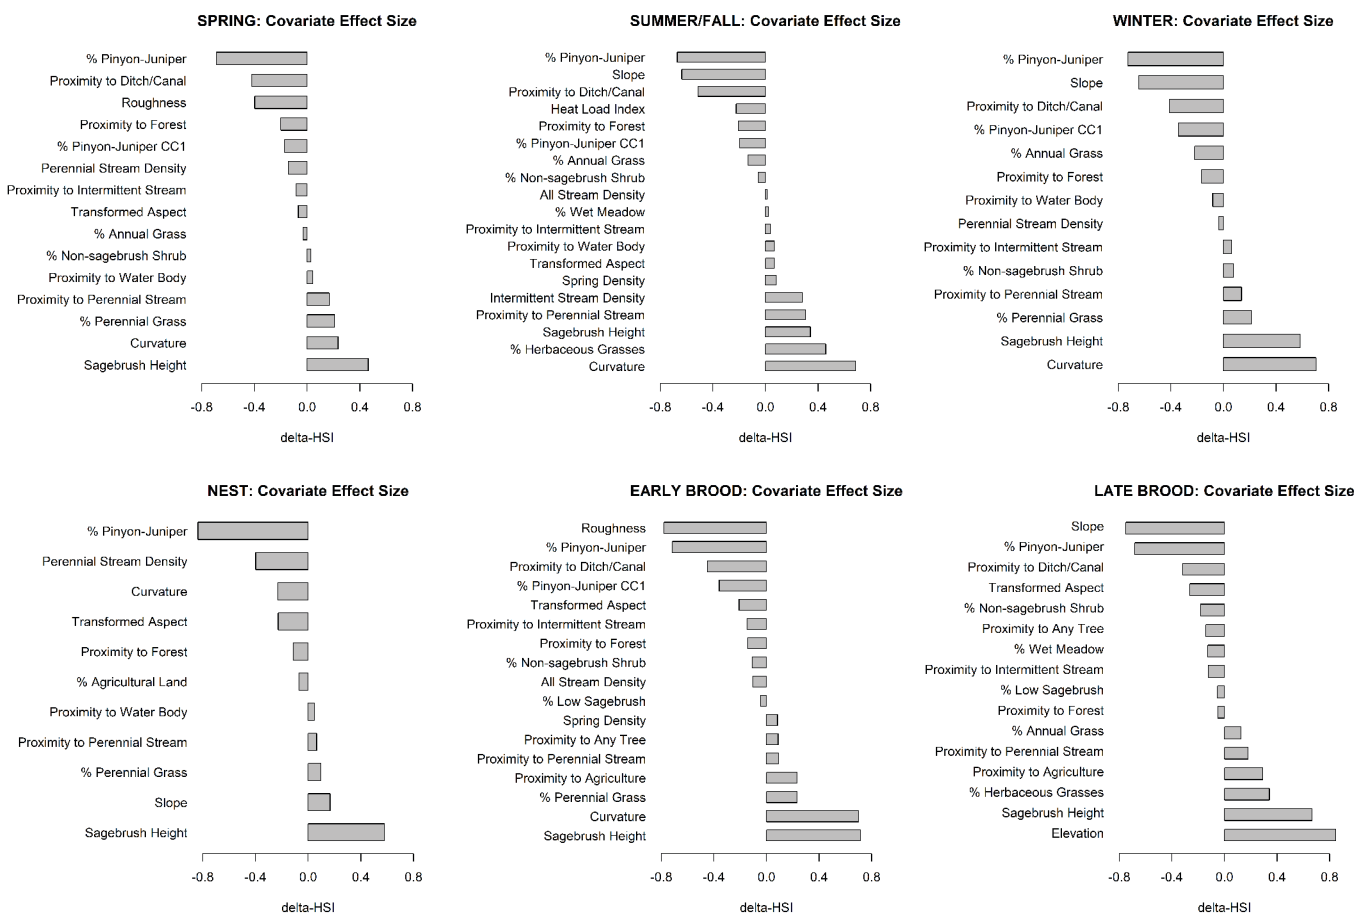 SPRING: Covariate Effect Size
% Pinyon-Juniper
Proximity to Ditch/Canal
Roughness
Proximity to Forest
% Pinyon-Juniper CC1
Perennial Stream Density
Proximity to Intermittent Stream
Transformed Aspect
% Annual Grass
% Non-sagebrush Shrub
Proximity to Water Body
Proximity to Perennial Stream
% Perennial Grass
Curvature
Sagebrush Height
-0.8 -0.4 0.0 0.4 0.8
delta-HSI
SUMMER/FALL: Covariate Effect Size
% Pinyon-Juniper
Slope
Proximity to Ditch/Canal
Heat Load Index
Proximity to Forest
% Pinyon-Juniper CC1
% Annual Grass
% Non-sagebrush Shrub
All Stream Density
% Wet Meadow
Proximity to Intermittent Stream
Proximity to Water Body
Transformed Aspect
Spring Density
Intermittent Stream Density
Proximity to Perennial Stream
Sagebrush Height
% Herbaceous Grasses
Curvature
-0.8 -0.4 0.0 0.4 0.8
delta-HSI
WINTER: Covariate Effect Size
% Pinyon-Juniper
Slope
Proximity to Ditch/Canal
% Pinyon-Juniper CC1
% Annual Grass
Proximity to Forest
Proximity to Water Body
Perennial Stream Density
Proximity to Intermittent Stream
% Non-sagebrush Shrub
Proximity to Perennial Stream
% Perennial Grass
Sagebrush Height
Curvature
-0.8 -0.4 0.0 0.4 0.8
delta-HSI
NEST: Covariate Effect Size
% Pinyon-Juniper
Perennial Stream Density
Curvature
Transformed Aspect
Proximity to Forest
% Agricultural Land
Proximity to Water Body
Proximity to Perennial Stream
% Perennial Grass
Slope
Sagebrush Height
-0.8 -0.4 0.0 0.4 0.8
delta-HSI
EARLY BROOD: Covariate Effect Size
Roughness
% Pinyon-Juniper
Proximity to Ditch/Canal
% Pinyon-Juniper CC1
Transformed Aspect
Proximity to Intermittent Stream
Proximity to Forest
% Non-sagebrush Shrub
All Stream Density
% Low Sagebrush
Spring Density
Proximity to Any Tree
Proximity to Perennial Stream
Proximity to Agriculture
% Perennial Grass
Curvature
Sagebrush Height
-0.8 -0.4 0.0 0.4 0.8
delta-HSI
LATE BROOD: Covariate Effect Size
Slope
% Pinyon-Juniper
Proximity to Ditch/Canal
Transformed Aspect
% Non-sagebrush Shrub
Proximity to Any Tree
% Wet Meadow
Proximity to Intermittent Stream
% Low Sagebrush
Proximity to Forest
% Annual Grass
Proximity to Perennial Stream
Proximity to Agriculture
% Herbaceous Grasses
Sagebrush Height
Elevation
-0.8 -0.4 0.0 0.4 0.8
delta-HSI